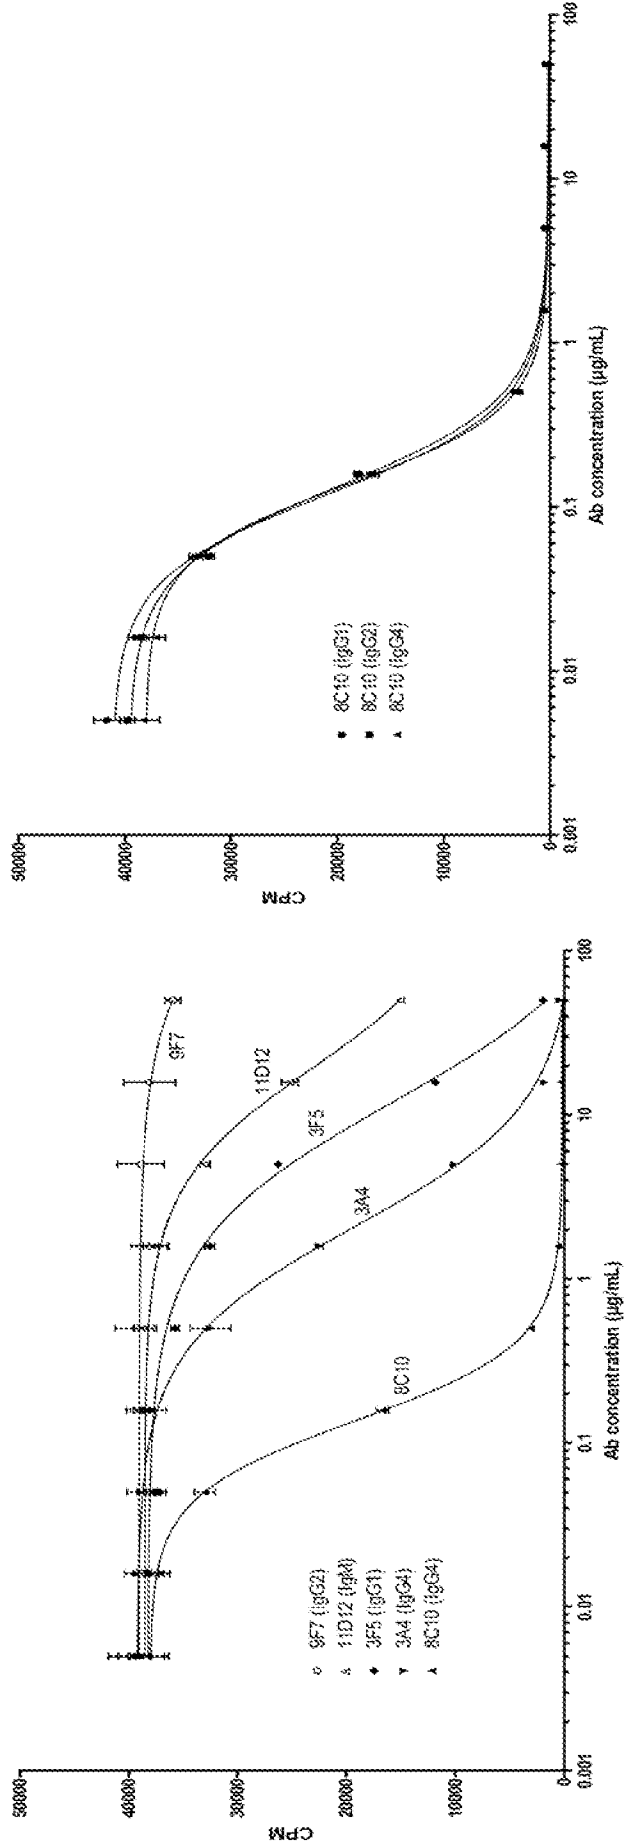 50000
40000
30000
20000
10000
0
CPM
0.001
0.01
0.1
1
10
100
Ab concentration (µg/mL)
9F7 (IgG2)
11D12 (IgM)
3F5 (IgG1)
3A4 (IgG4)
8C10 (IgG4)
9F7
11D12
3F5
3A4
8C10
50000
40000
30000
20000
10000
0
CPM
0.001
0.01
0.1
1
10
100
Ab concentration (µg/mL)
8C10 (IgG1)
8C10 (IgG2)
8C10 (IgG4)